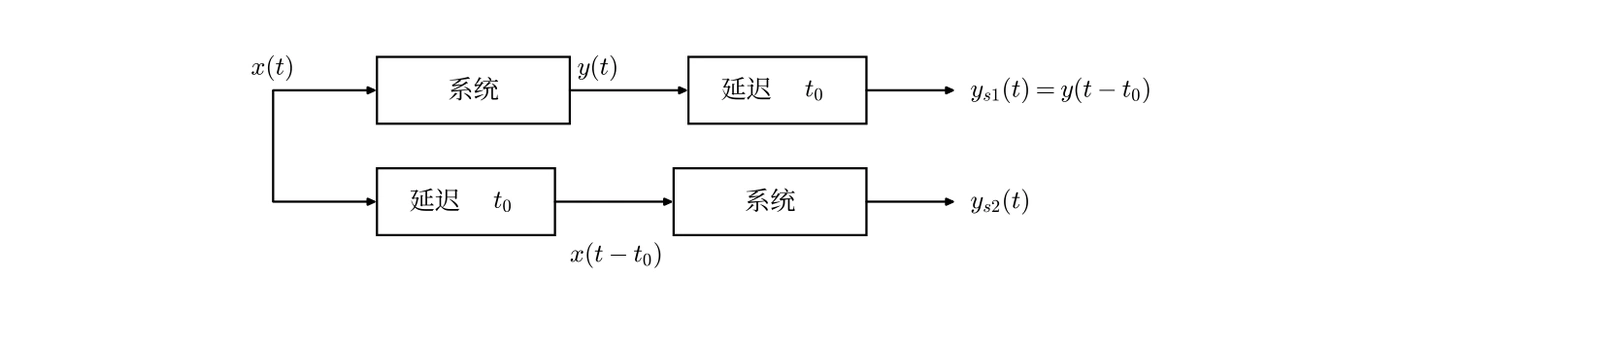 x(t)
系统
y(t)
延迟 t₀
yₛ₁(t) = y(t − t₀)
延迟 t₀
x(t − t₀)
系统
yₛ₂(t)